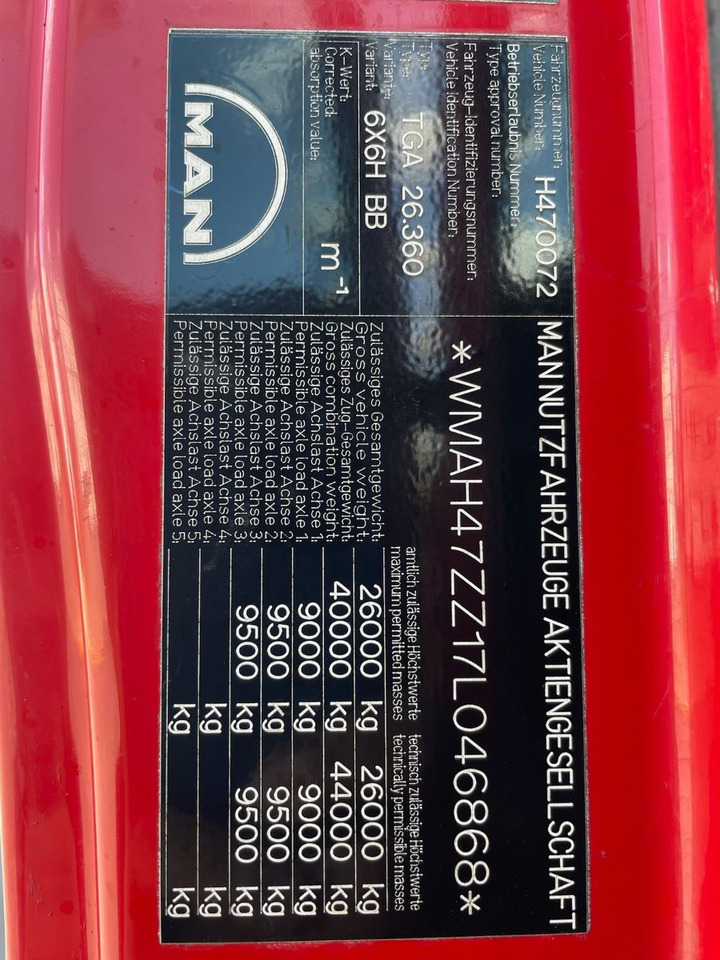 MAN NUTZFAHRZEUGE AKTIENGESELLSCHAFT
Fahrzeugnummer:
Vehicle Number: H470072
Betriebserlaubnis Nummer:
Type approval number:
Fahrzeug-Identifizierungsnummer:
Vehicle Identification Number:
*WMAH47ZZ17L046868*
Typ:
Type: TGA 26.360
Variante:
Variant: 6X6H BB
K-Wert:
Corrected
absorption value: m⁻¹
MAN
amtlich zulässige Höchstwerte technisch zulässige Höchstwerte
maximum permitted masses technically permissible masses
Zulässiges Gesamtgewicht:
Gross vehicle weight: 26000 kg 26000 kg
Zulässiges Zug-Gesamtgewicht:
Gross combination weight: 40000 kg 44000 kg
Zulässige Achslast Achse 1:
Permissible axle load axle 1: 9000 kg 9000 kg
Zulässige Achslast Achse 2:
Permissible axle load axle 2: 9500 kg 9500 kg
Zulässige Achslast Achse 3:
Permissible axle load axle 3: 9500 kg 9500 kg
Zulässige Achslast Achse 4:
Permissible axle load axle 4: kg kg
Zulässige Achslast Achse 5:
Permissible axle load axle 5: kg kg